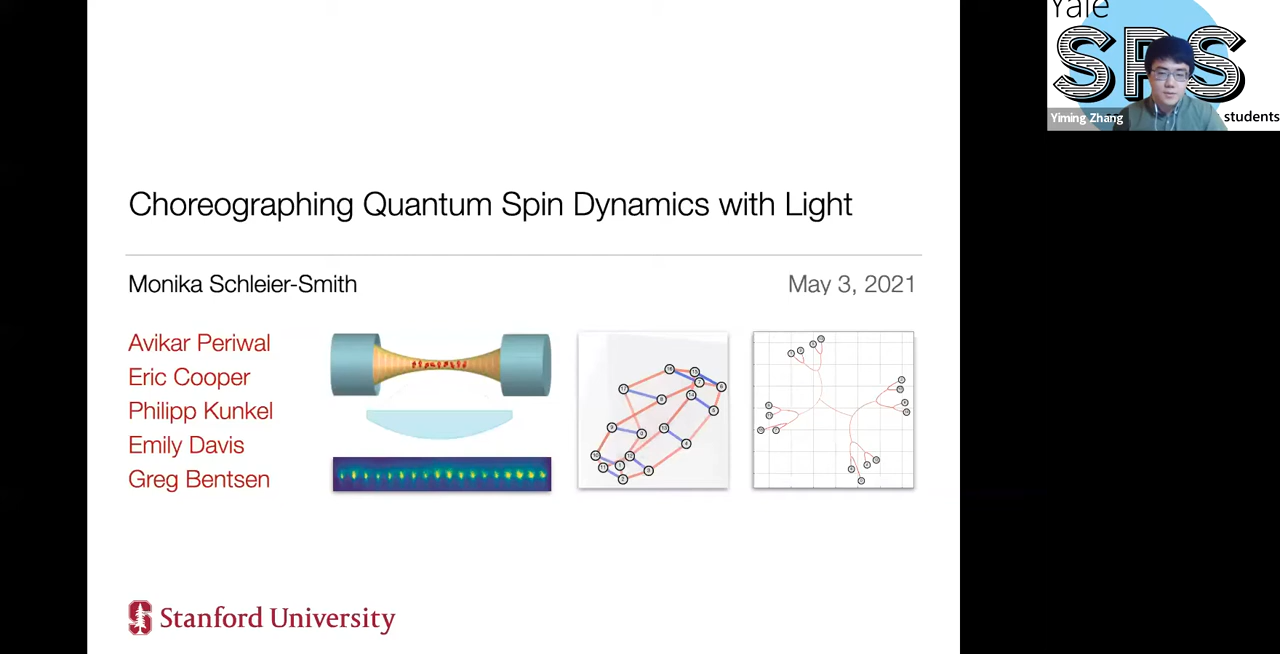 Yale
SPS
students
Yiming Zhang
Choreographing Quantum Spin Dynamics with Light
Monika Schleier-Smith
May 3, 2021
Avikar Periwal
Eric Cooper
Philipp Kunkel
Emily Davis
Greg Bentsen
Stanford University